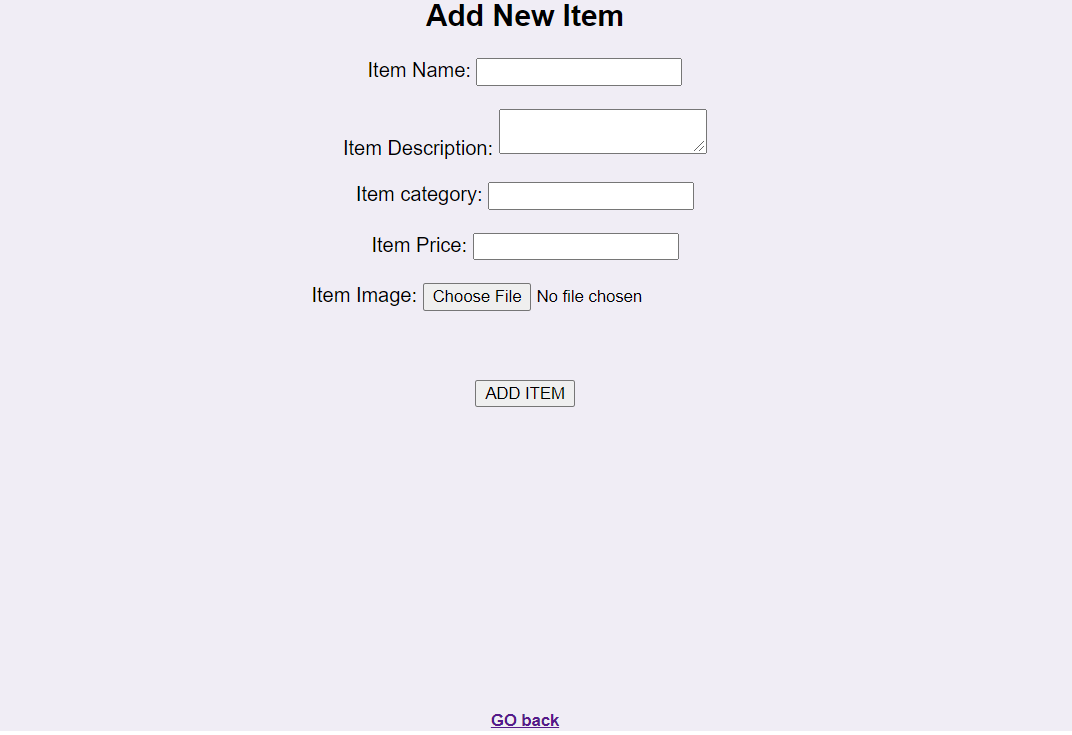 Add New Item
Item Name:
Item Description:
Item category:
Item Price:
Item Image: Choose File No file chosen
ADD ITEM
GO back